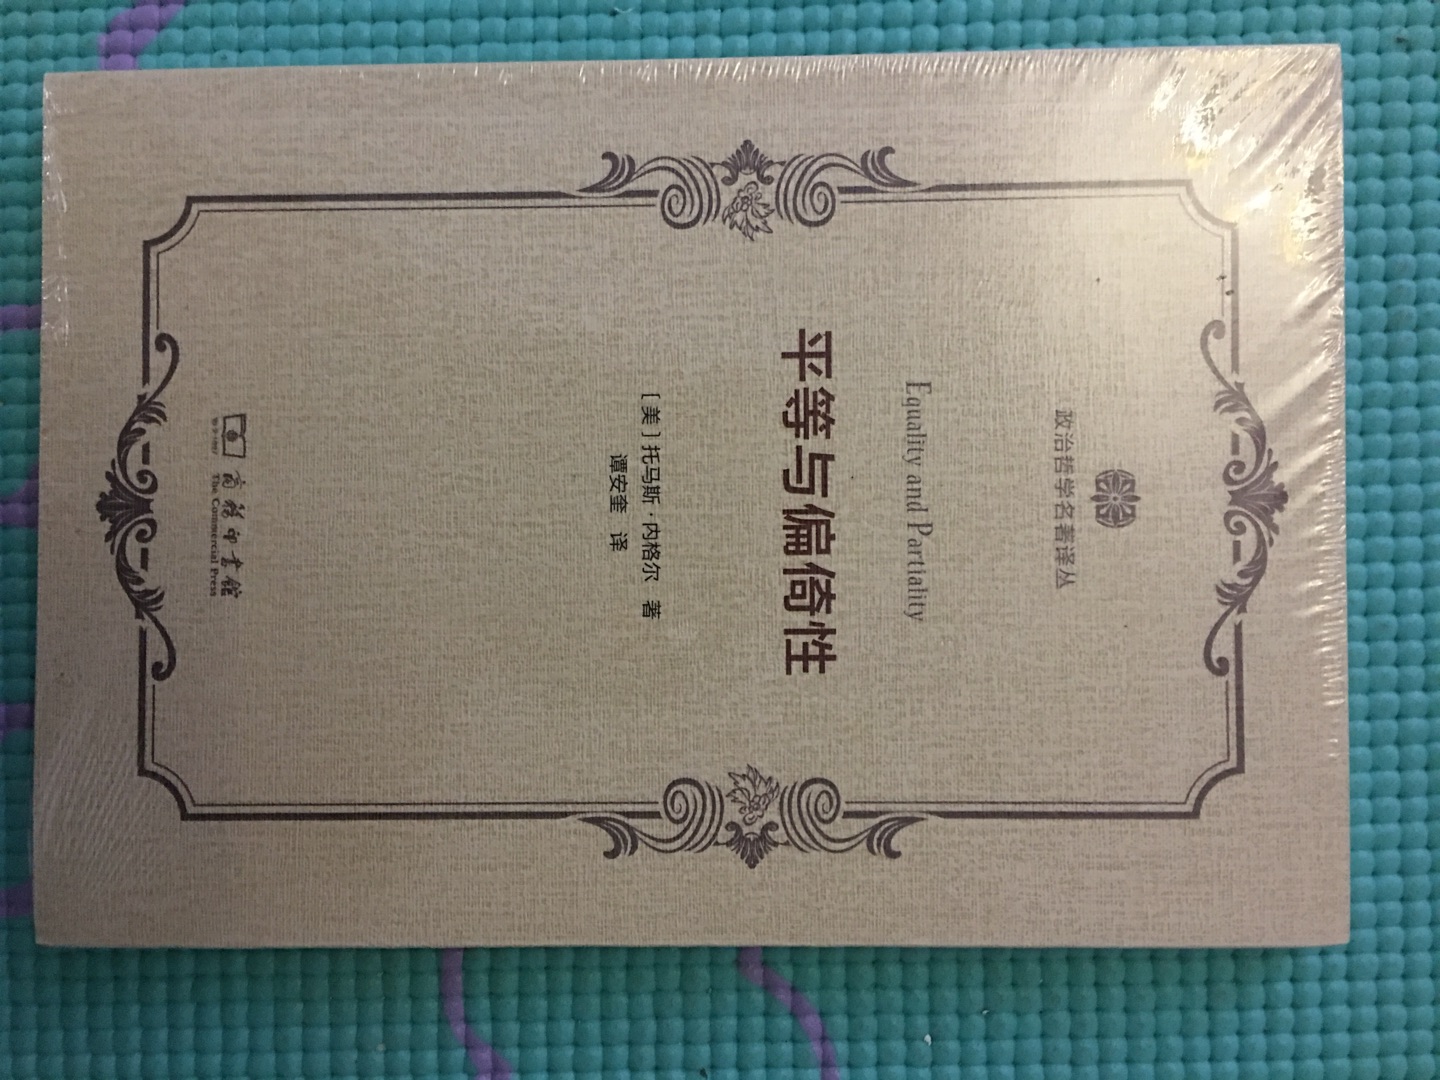 政治哲学名著译丛
Equality and Partiality
平等与偏倚性
[美]托马斯·内格尔 著
谭安奎 译
商务印书馆
The Commercial Press